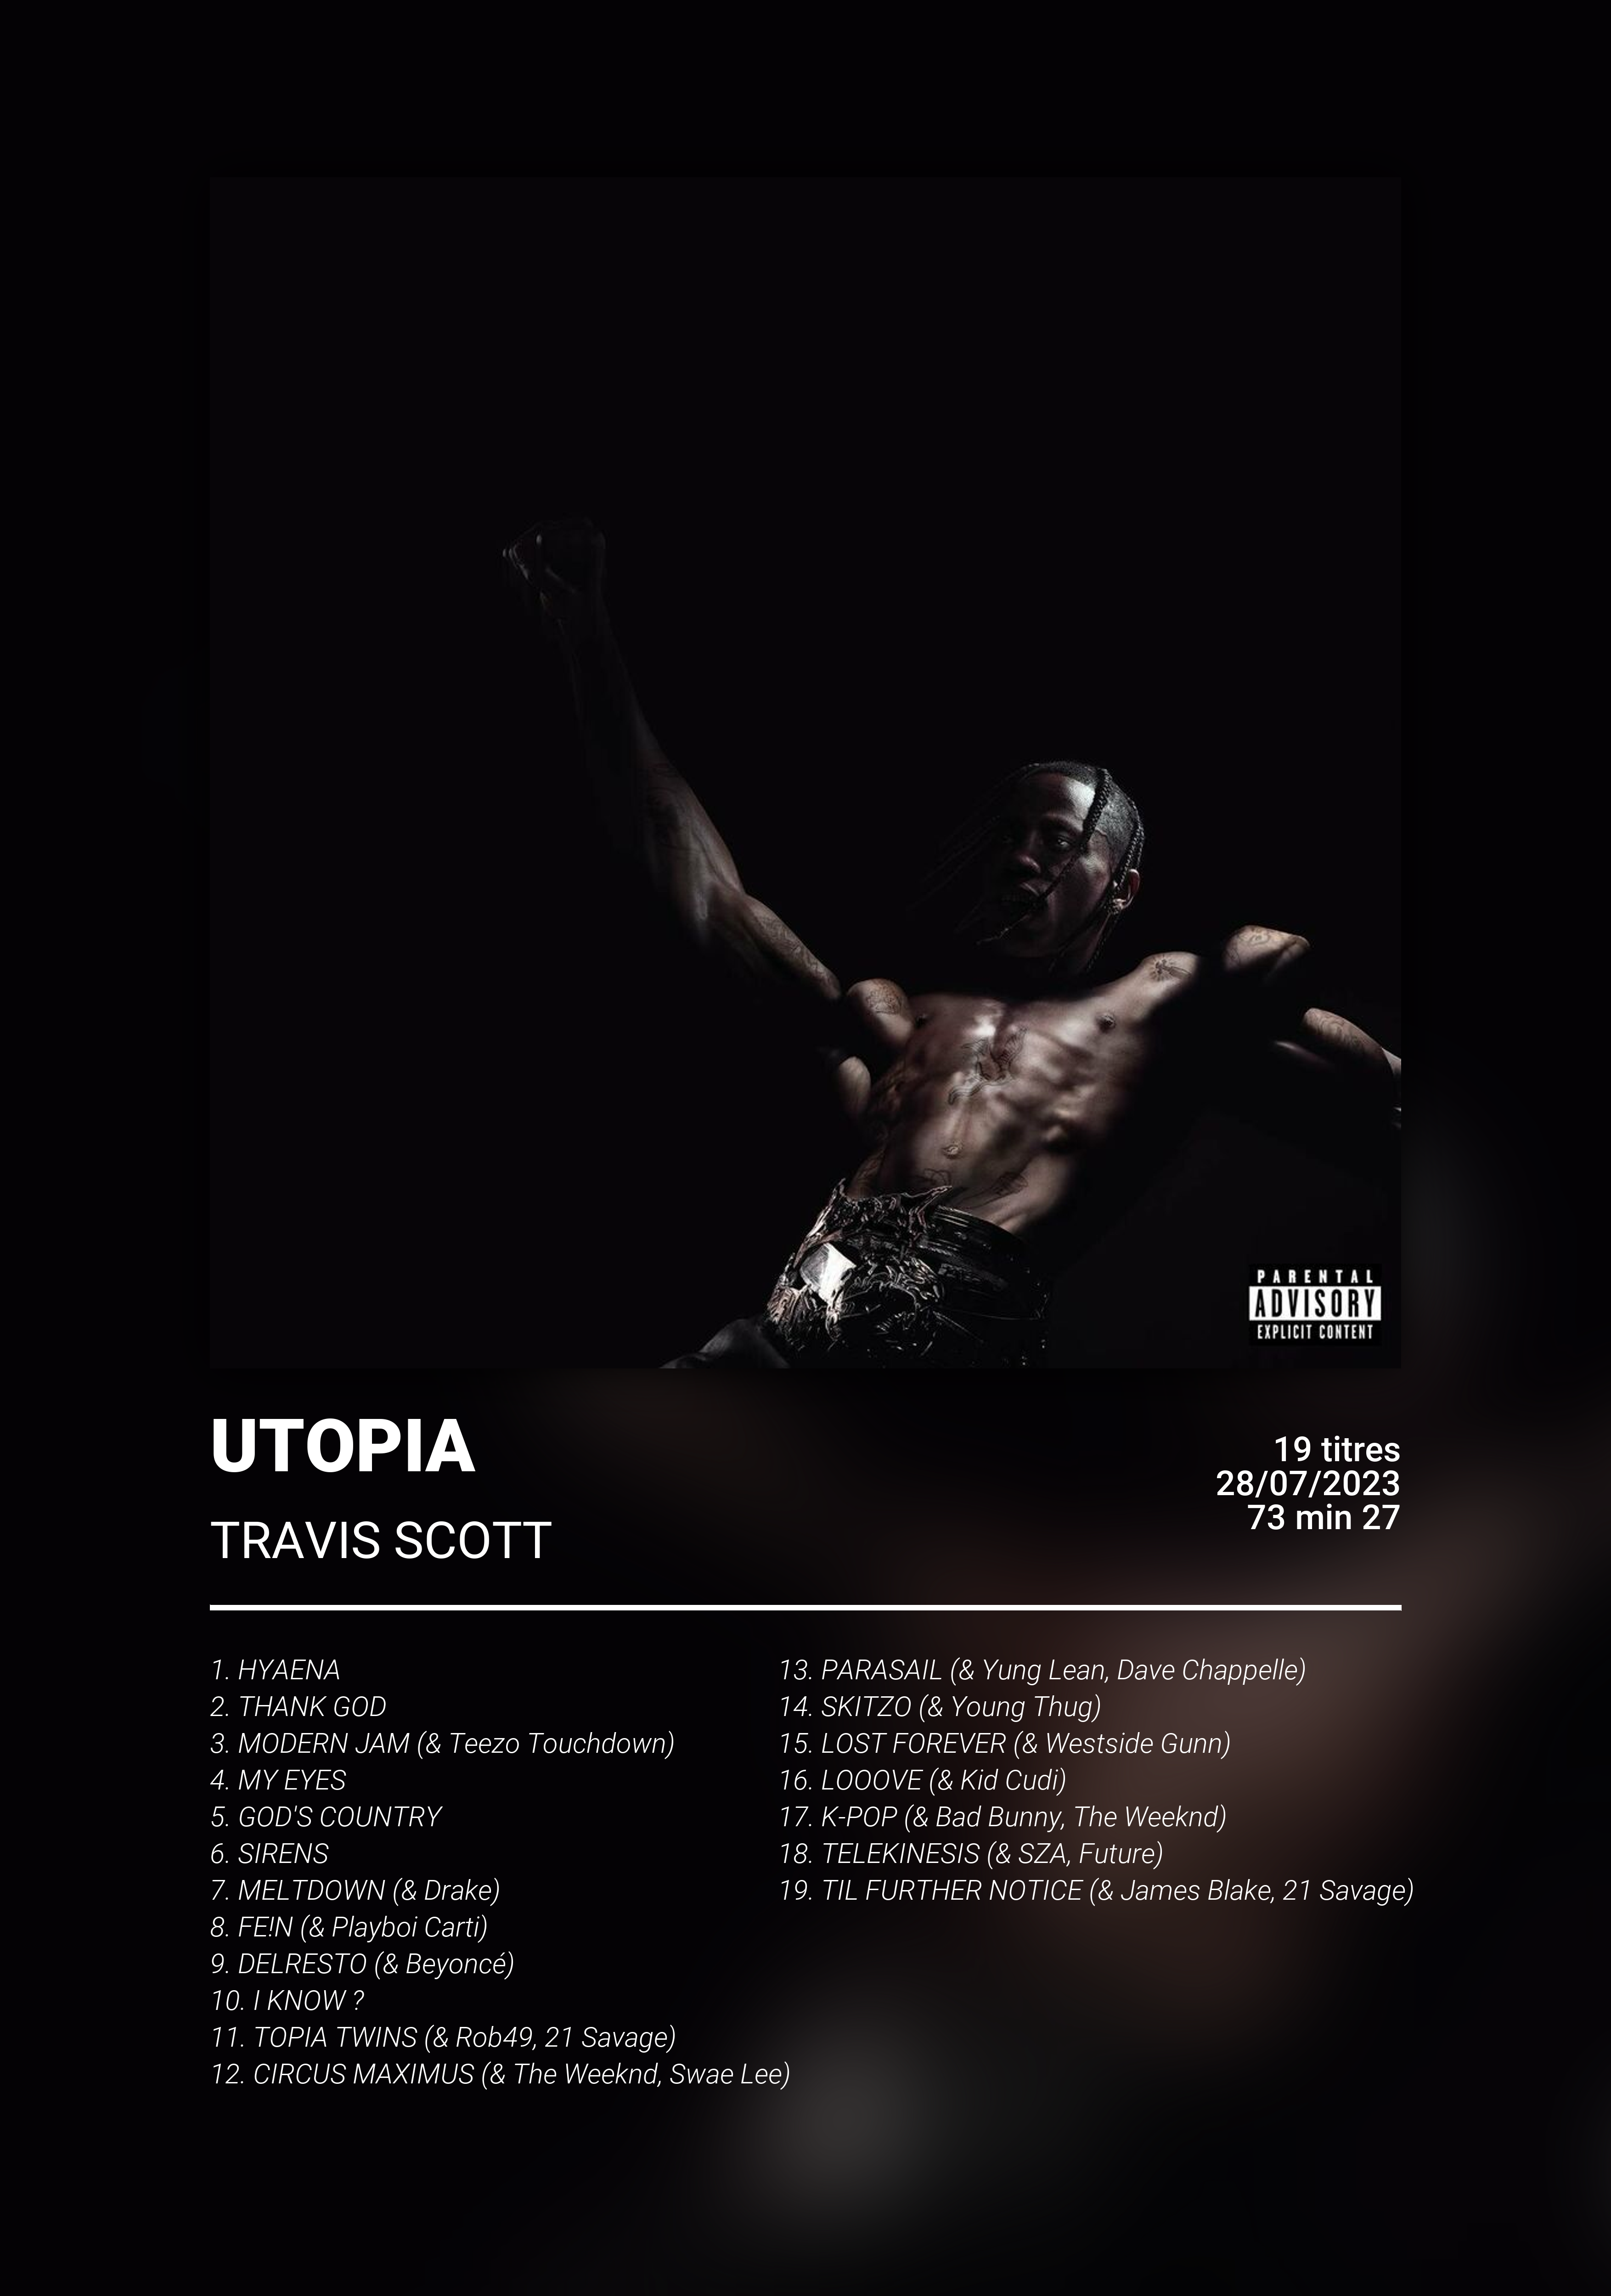 PARENTAL
ADVISORY
EXPLICIT CONTENT
UTOPIA
TRAVIS SCOTT
19 titres
28/07/2023
73 min 27
1. HYAENA
2. THANK GOD
3. MODERN JAM (& Teezo Touchdown)
4. MY EYES
5. GOD'S COUNTRY
6. SIRENS
7. MELTDOWN (& Drake)
8. FE!N (& Playboi Carti)
9. DELRESTO (& Beyoncé)
10. I KNOW ?
11. TOPIA TWINS (& Rob49, 21 Savage)
12. CIRCUS MAXIMUS (& The Weeknd, Swae Lee)
13. PARASAIL (& Yung Lean, Dave Chappelle)
14. SKITZO (& Young Thug)
15. LOST FOREVER (& Westside Gunn)
16. LOOOVE (& Kid Cudi)
17. K-POP (& Bad Bunny, The Weeknd)
18. TELEKINESIS (& SZA, Future)
19. TIL FURTHER NOTICE (& James Blake, 21 Savage)